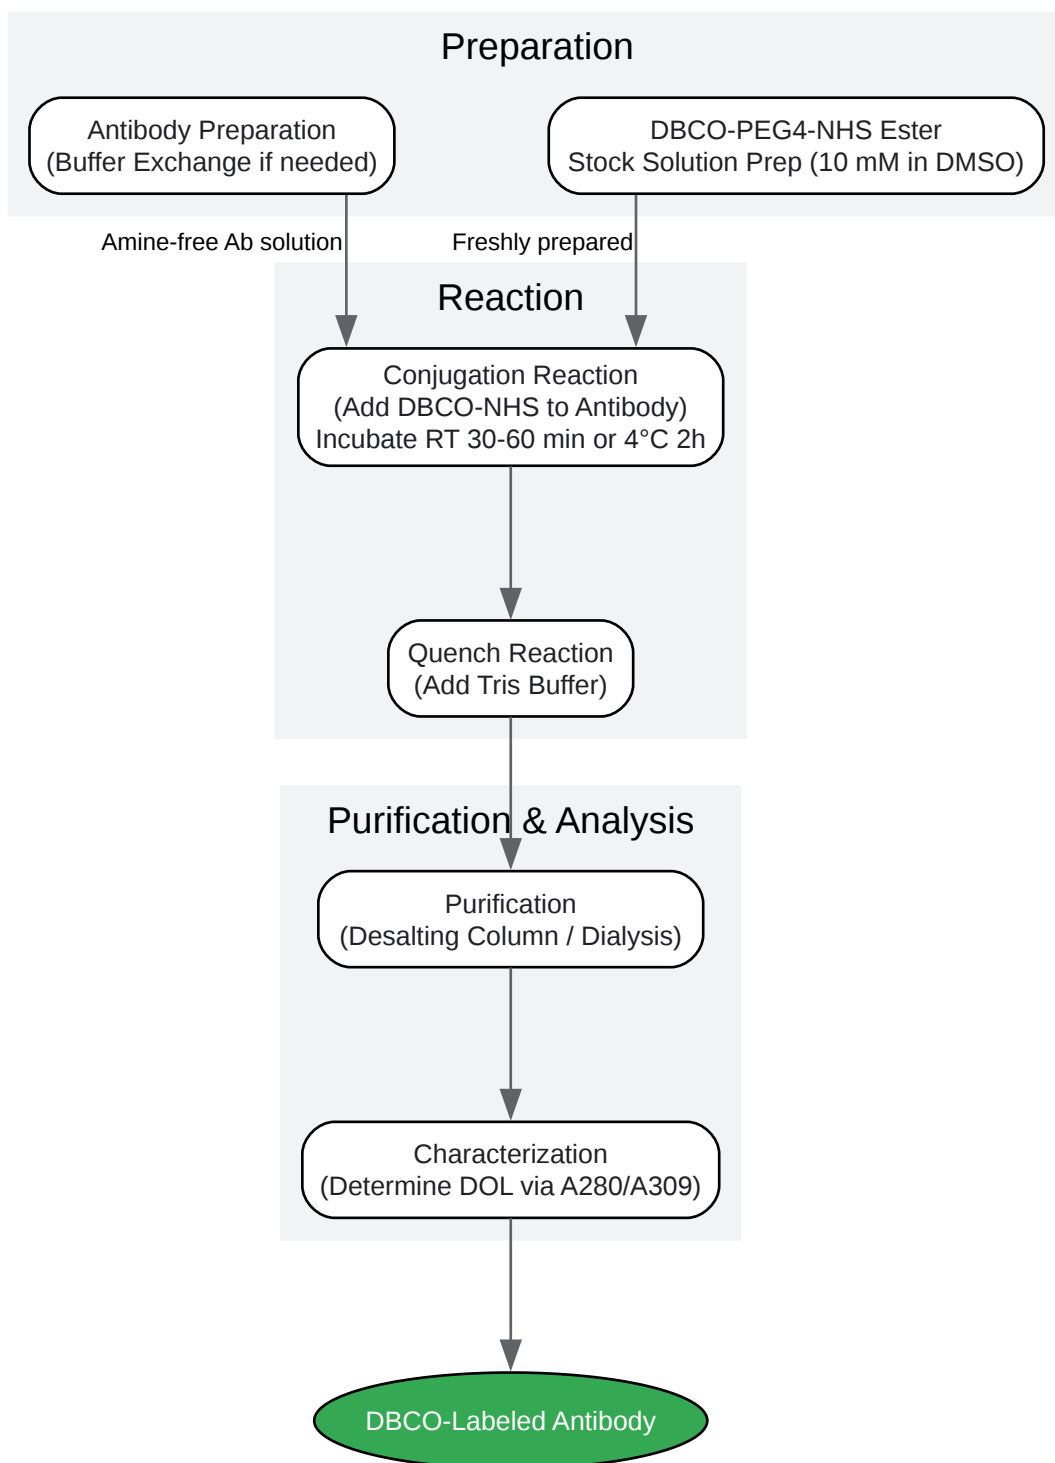 Preparation
Antibody Preparation
(Buffer Exchange if needed)
DBCO-PEG4-NHS Ester
Stock Solution Prep (10 mM in DMSO)
Amine-free Ab solution
Freshly prepared
Reaction
Conjugation Reaction
(Add DBCO-NHS to Antibody)
Incubate RT 30-60 min or 4°C 2h
Quench Reaction
(Add Tris Buffer)
Purification & Analysis
Purification
(Desalting Column / Dialysis)
Characterization
(Determine DOL via A280/A309)
DBCO-Labeled Antibody